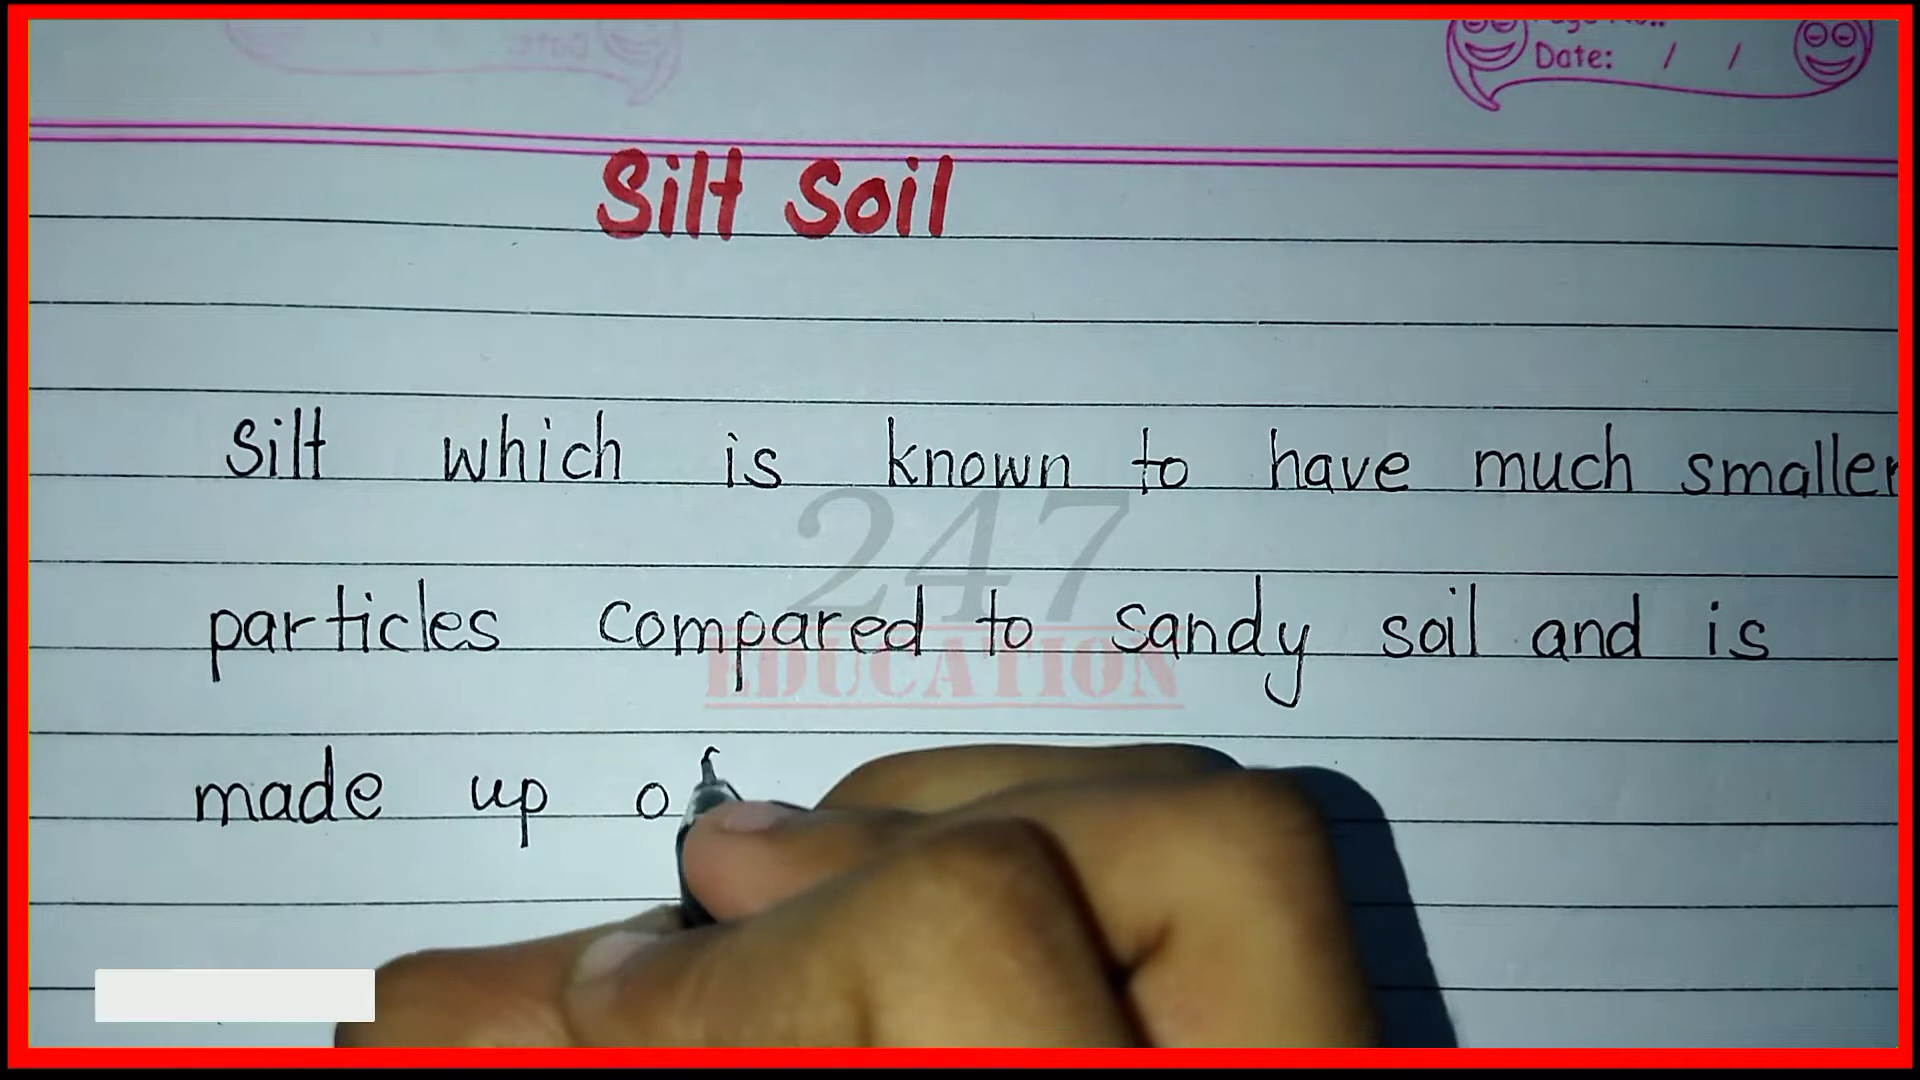 Date: / /
Silt Soil
Silt which is known to have much smaller
particles compared to sandy soil and is
made up of
247
EDUCATION